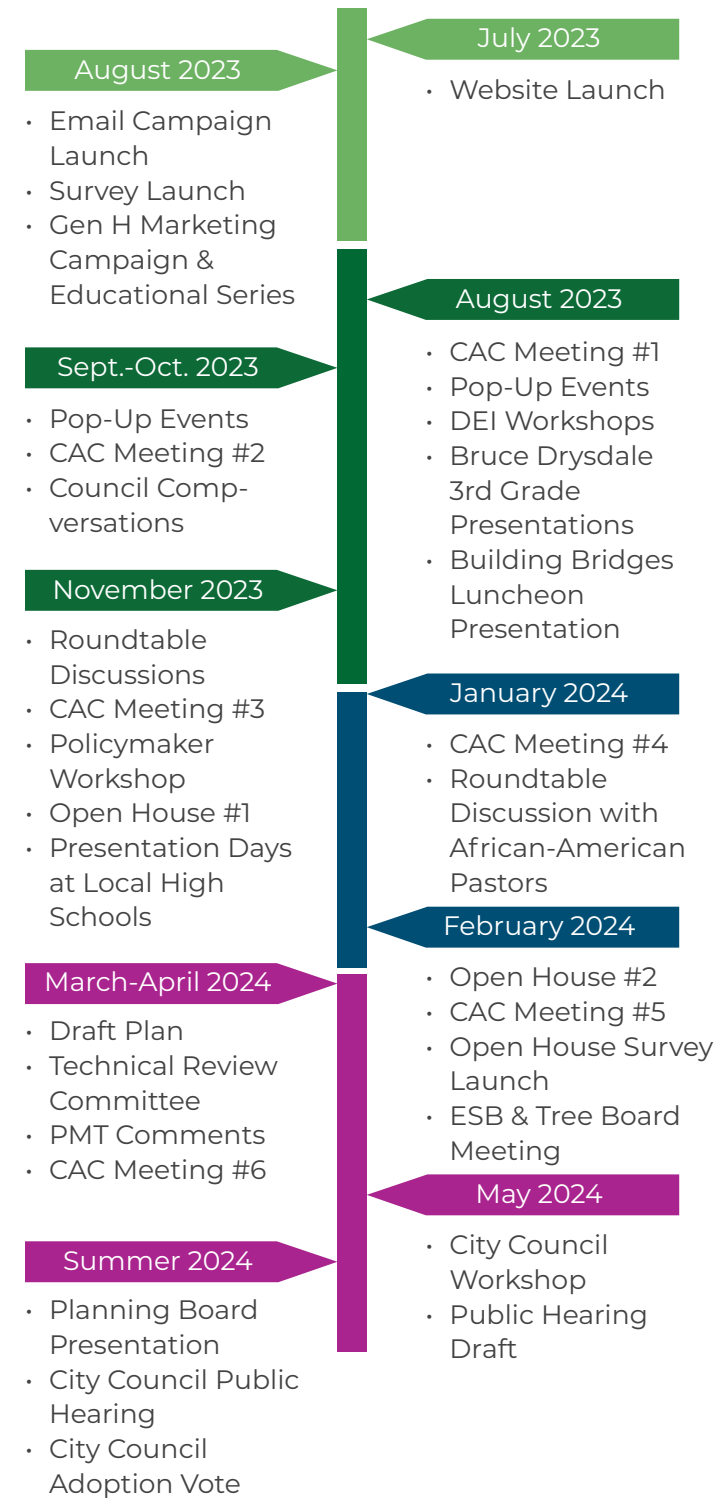 July 2023
• Website Launch
August 2023
• Email Campaign
Launch
• Survey Launch
• Gen H Marketing
Campaign &
Educational Series
August 2023
• CAC Meeting #1
• Pop-Up Events
• DEI Workshops
• Bruce Drysdale
3rd Grade
Presentations
• Building Bridges
Luncheon
Presentation
Sept.-Oct. 2023
• Pop-Up Events
• CAC Meeting #2
• Council Comp-
versations
November 2023
• Roundtable
Discussions
• CAC Meeting #3
• Policymaker
Workshop
• Open House #1
• Presentation Days
at Local High
Schools
January 2024
• CAC Meeting #4
• Roundtable
Discussion with
African-American
Pastors
February 2024
• Open House #2
• CAC Meeting #5
• Open House Survey
Launch
• ESB & Tree Board
Meeting
March-April 2024
• Draft Plan
• Technical Review
Committee
• PMT Comments
• CAC Meeting #6
May 2024
• City Council
Workshop
• Public Hearing
Draft
Summer 2024
• Planning Board
Presentation
• City Council Public
Hearing
• City Council
Adoption Vote